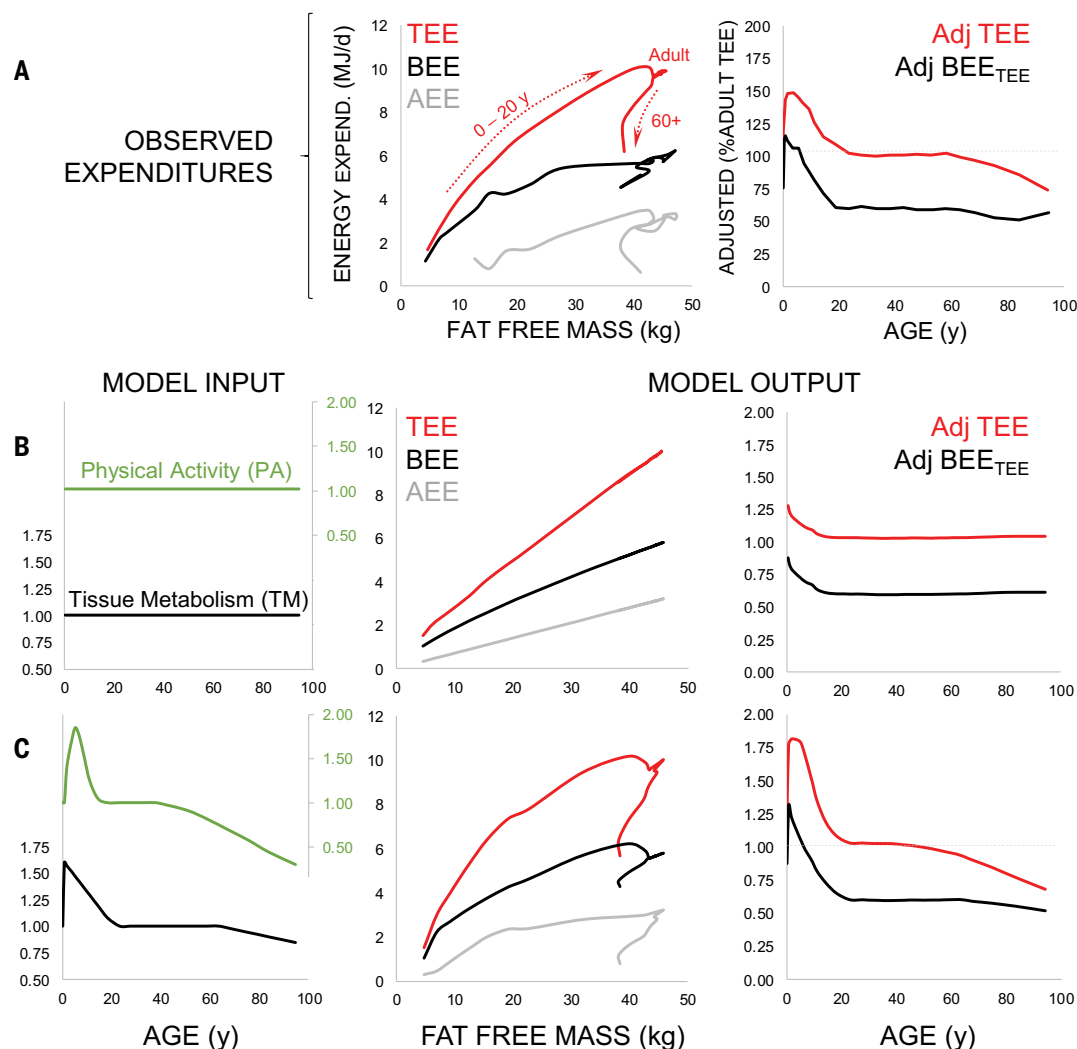 A
OBSERVED
EXPENDITURES
ENERGY EXPEND. (MJ/d)
12
10
8
6
4
2
0
TEE
BEE
AEE
0 – 20 y
Adult
60+
0 10 20 30 40 50
FAT FREE MASS (kg)
ADJUSTED (%ADULT TEE)
200
175
150
125
100
75
50
25
0
Adj TEE
Adj BEETEE
0 20 40 60 80 100
AGE (y)
MODEL INPUT
MODEL OUTPUT
B
2.00
1.50
1.00
0.50
Physical Activity (PA)
1.75
1.50
1.25
1.00
0.75
0.50
Tissue Metabolism (TM)
0 20 40 60 80 100
12
10
8
6
4
2
0
TEE
BEE
AEE
0 10 20 30 40 50
2.00
1.75
1.50
1.25
1.00
0.75
0.50
0.25
0.00
Adj TEE
Adj BEETEE
0 20 40 60 80 100
C
2.00
1.50
1.00
0.50
1.75
1.50
1.25
1.00
0.75
0.50
0 20 40 60 80 100
AGE (y)
12
10
8
6
4
2
0
0 10 20 30 40 50
FAT FREE MASS (kg)
2.00
1.75
1.50
1.25
1.00
0.75
0.50
0.25
0.00
0 20 40 60 80 100
AGE (y)